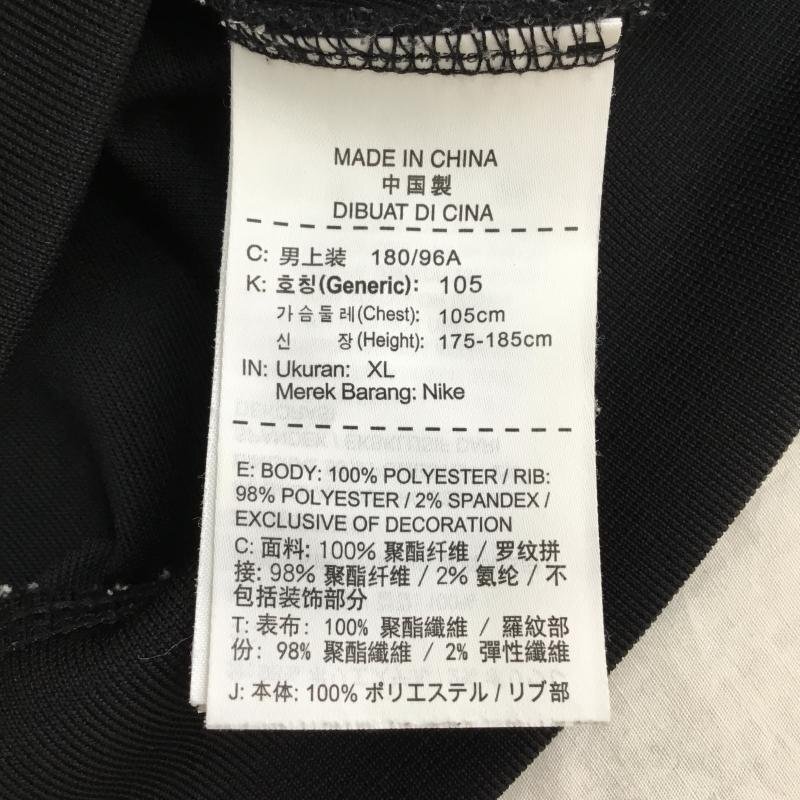 MADE IN CHINA
中国製
DIBUAT DI CINA
C: 男上装 180/96A
K: 호칭(Generic): 105
가슴둘레(Chest): 105cm
신 장(Height): 175-185cm
IN: Ukuran: XL
Merek Barang: Nike
E: BODY: 100% POLYESTER / RIB:
98% POLYESTER / 2% SPANDEX /
EXCLUSIVE OF DECORATION
C: 面料: 100% 聚酯纤维 / 罗纹拼
接: 98% 聚酯纤维 / 2% 氨纶 / 不
包括装饰部分
T: 表布: 100% 聚酯纖維 / 羅紋部
份: 98% 聚酯纖維 / 2% 彈性纖維
J: 本体: 100% ポリエステル / リブ部